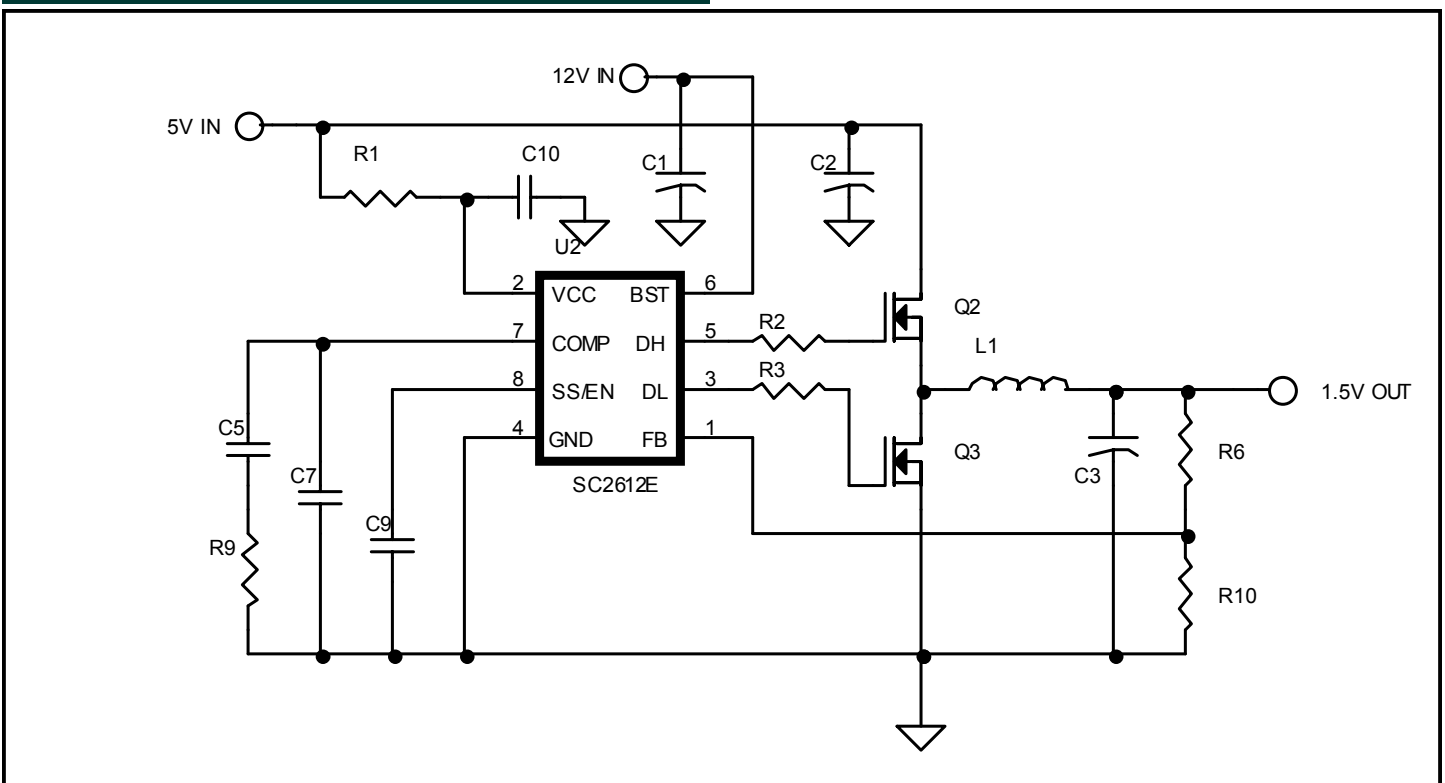 12V IN
5V IN
R1
C10
C1
C2
U2
2
VCC
BST
6
Q2
7
COMP
DH
5
R2
L1
8
SS/EN
DL
3
R3
1.5V OUT
4
GND
FB
1
Q3
SC2612E
C5
C7
C3
R6
C9
R9
R10